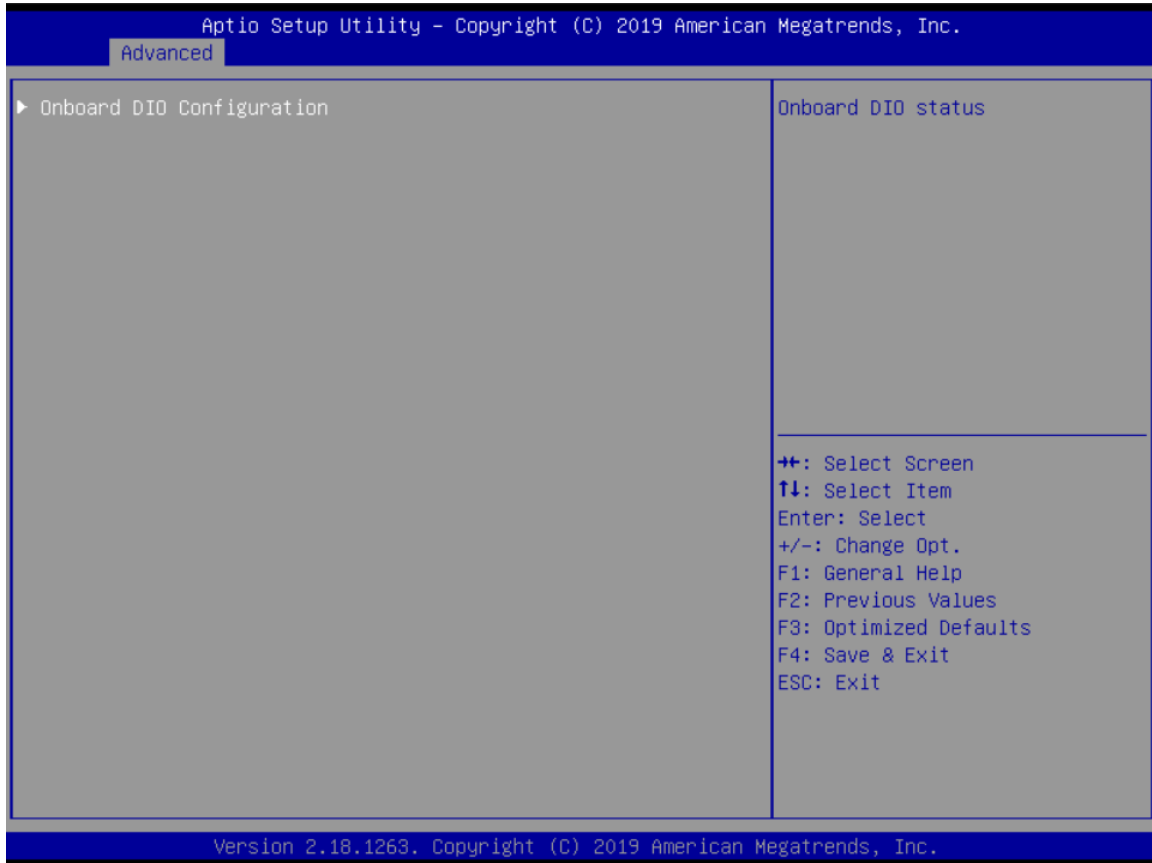 Aptio Setup Utility – Copyright (C) 2019 American Megatrends, Inc.
Advanced
▶ Onboard DIO Configuration
Onboard DIO status
→←: Select Screen
↑↓: Select Item
Enter: Select
+/-: Change Opt.
F1: General Help
F2: Previous Values
F3: Optimized Defaults
F4: Save & Exit
ESC: Exit
Version 2.18.1263. Copyright (C) 2019 American Megatrends, Inc.